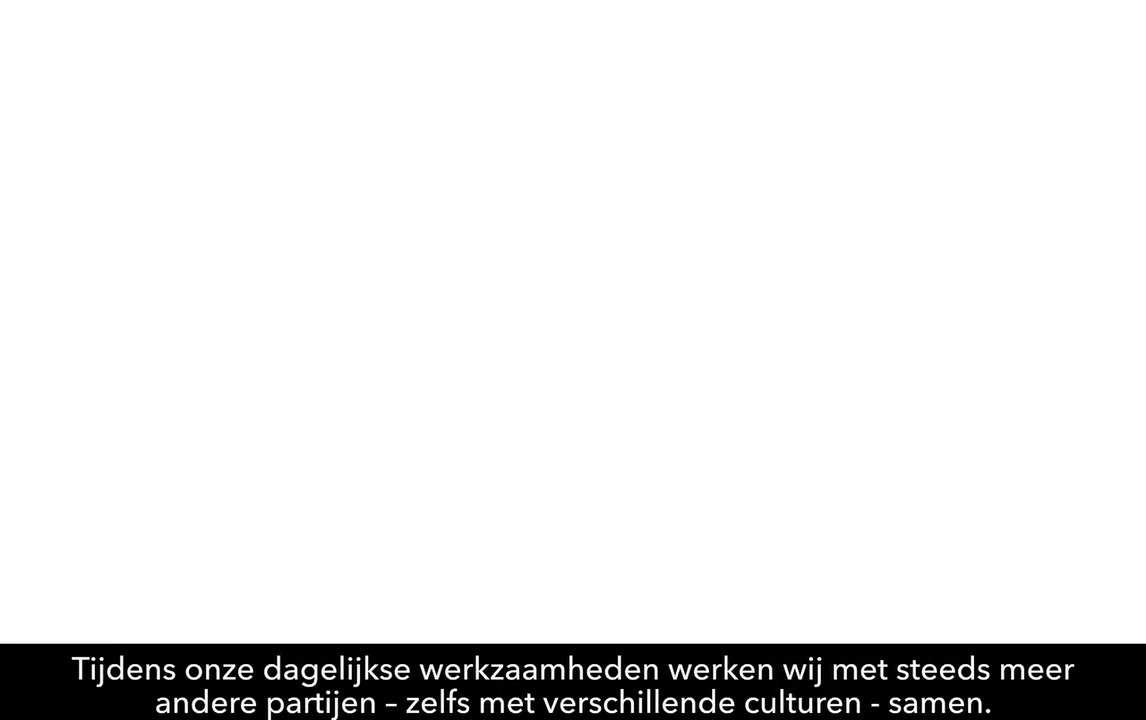 Tijdens onze dagelijkse werkzaamheden werken wij met steeds meer
andere partijen – zelfs met verschillende culturen - samen.